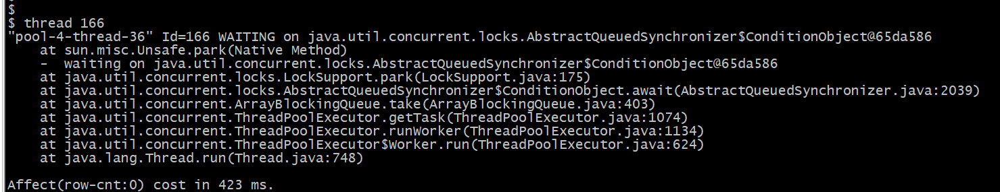 $
$ thread 166
"pool-4-thread-36" Id=166 WAITING on java.util.concurrent.locks.AbstractQueuedSynchronizer$ConditionObject@65da586
    at sun.misc.Unsafe.park(Native Method)
    -  waiting on java.util.concurrent.locks.AbstractQueuedSynchronizer$ConditionObject@65da586
    at java.util.concurrent.locks.LockSupport.park(LockSupport.java:175)
    at java.util.concurrent.locks.AbstractQueuedSynchronizer$ConditionObject.await(AbstractQueuedSynchronizer.java:2039)
    at java.util.concurrent.ArrayBlockingQueue.take(ArrayBlockingQueue.java:403)
    at java.util.concurrent.ThreadPoolExecutor.getTask(ThreadPoolExecutor.java:1074)
    at java.util.concurrent.ThreadPoolExecutor.runWorker(ThreadPoolExecutor.java:1134)
    at java.util.concurrent.ThreadPoolExecutor$Worker.run(ThreadPoolExecutor.java:624)
    at java.lang.Thread.run(Thread.java:748)
Affect(row-cnt:0) cost in 423 ms.